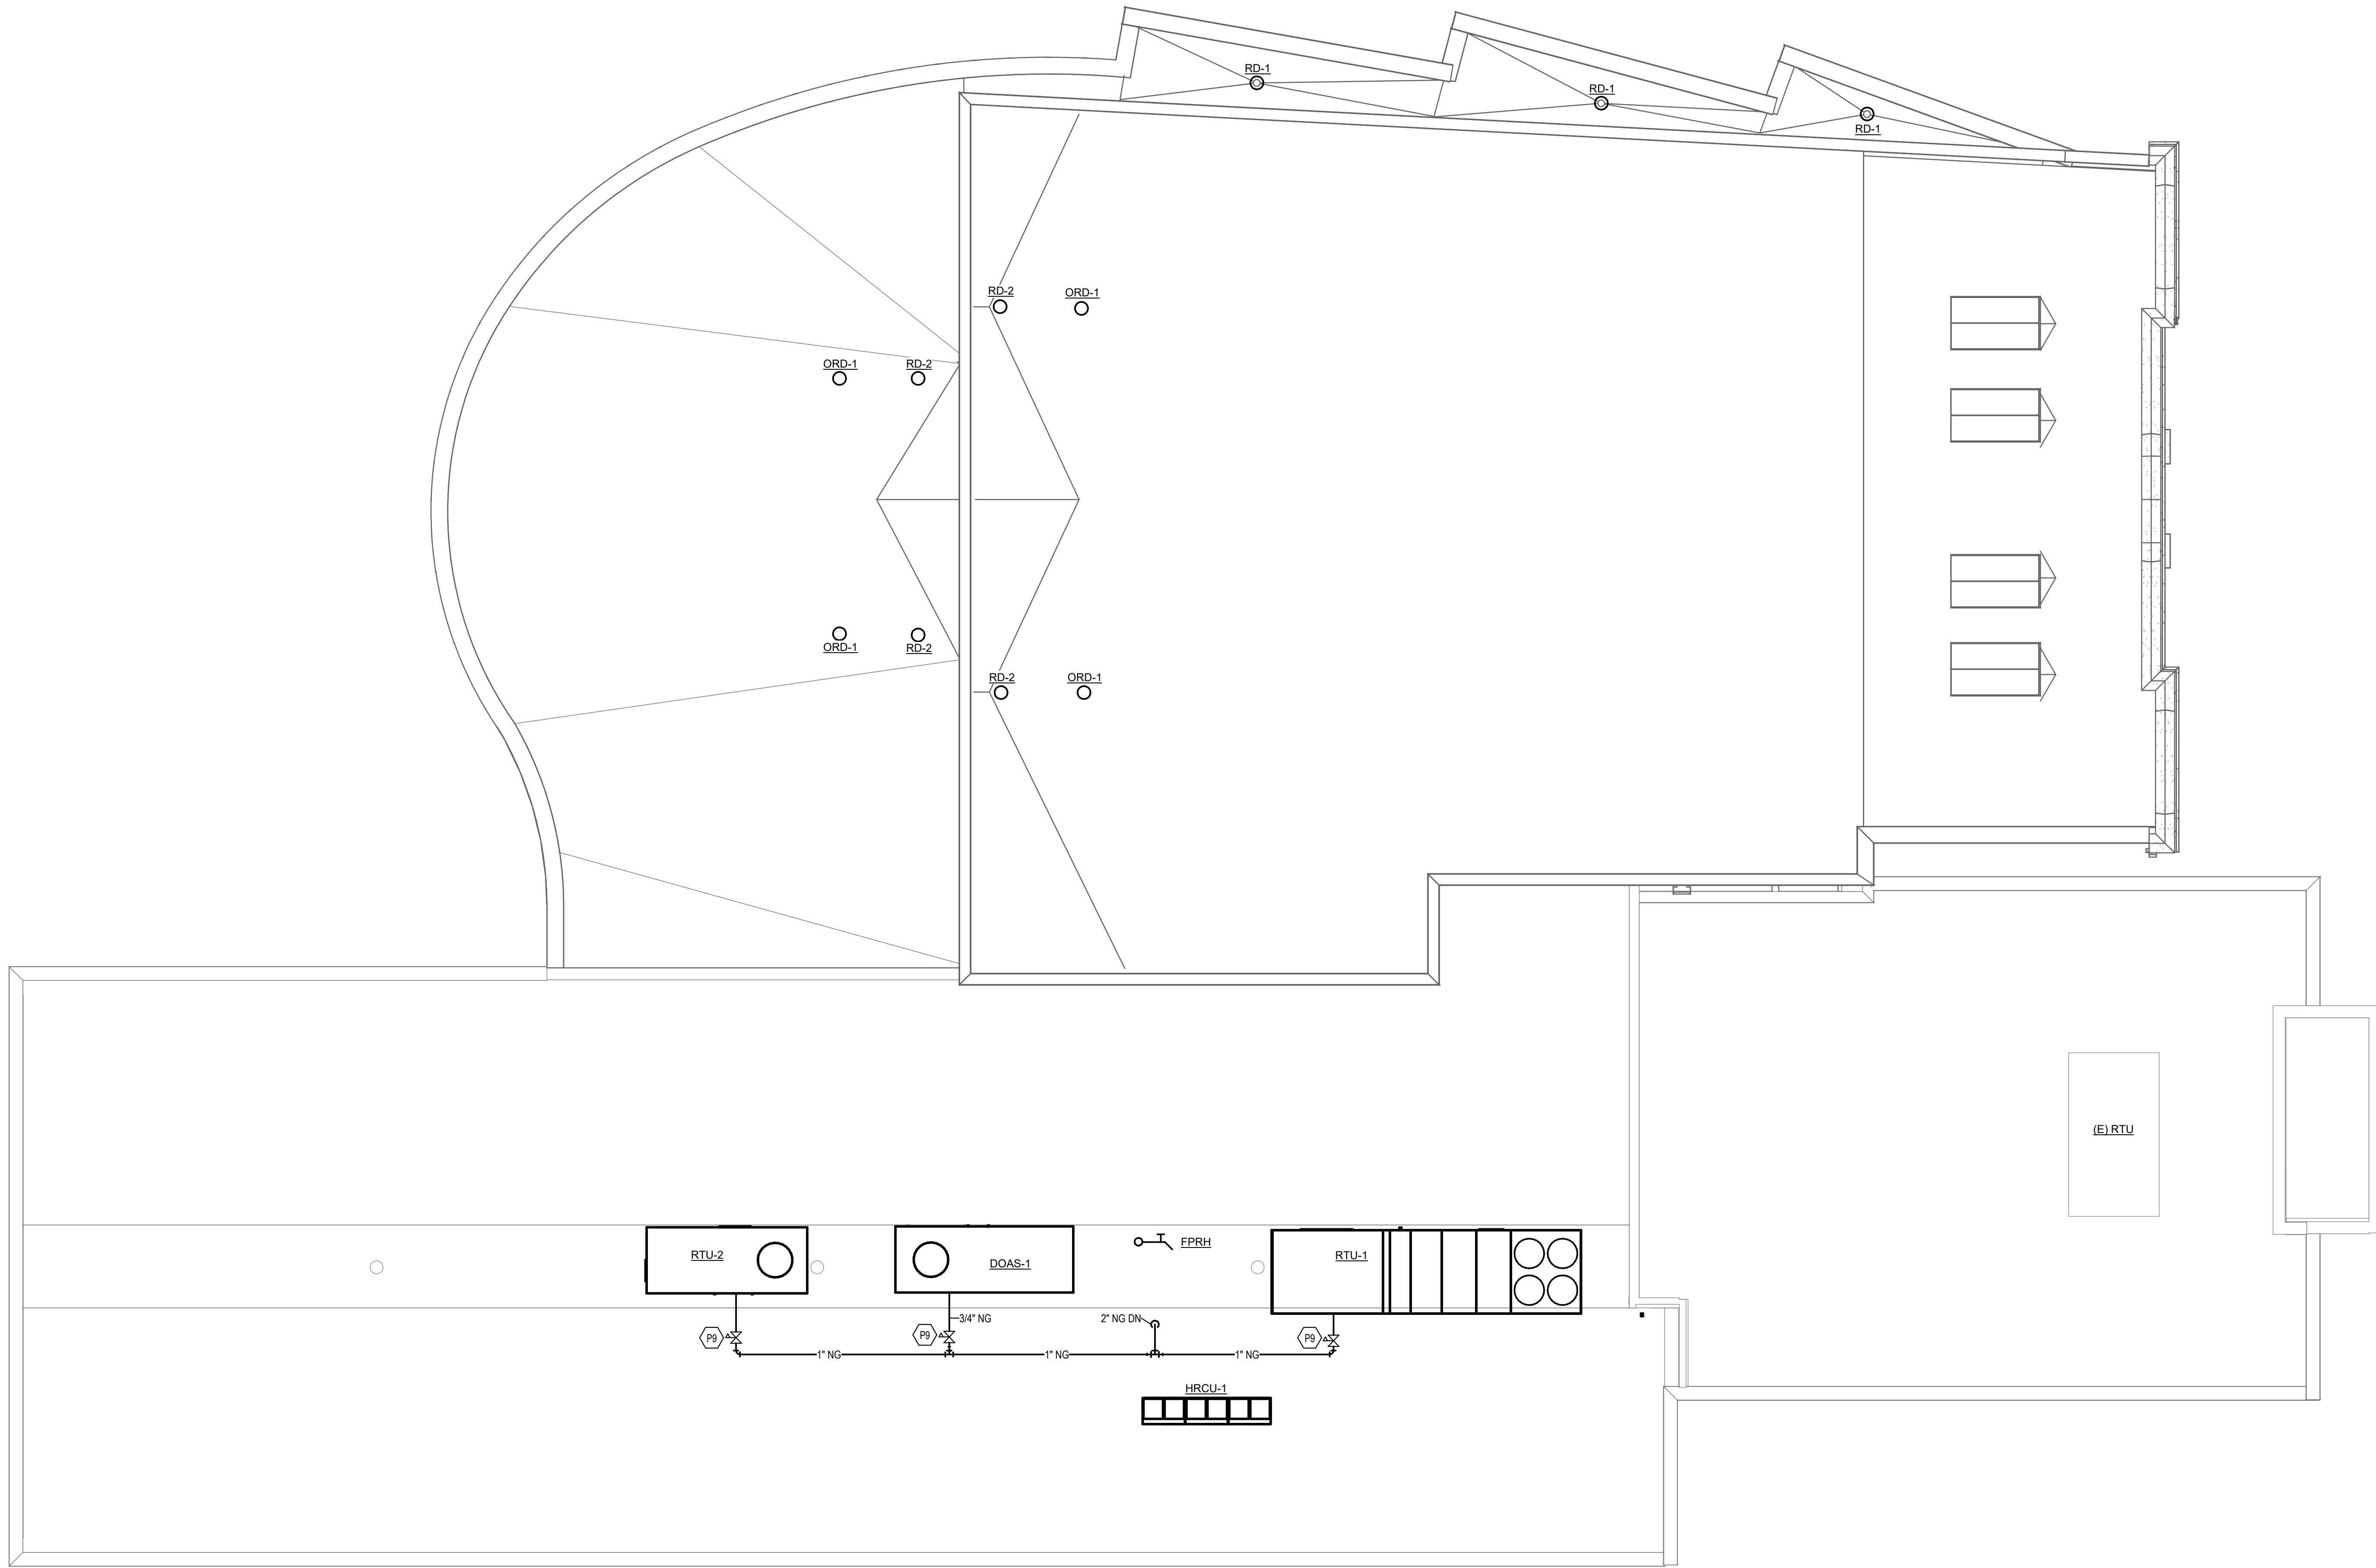 RD-1
RD-1
RD-1
RD-2
ORD-1
ORD-1
RD-2
ORD-1
RD-2
RD-2
ORD-1
(E) RTU
RTU-2
DOAS-1
FPRH
RTU-1
3/4" NG
2" NG DN
P9
P9
P9
1" NG
1" NG
1" NG
HRCU-1